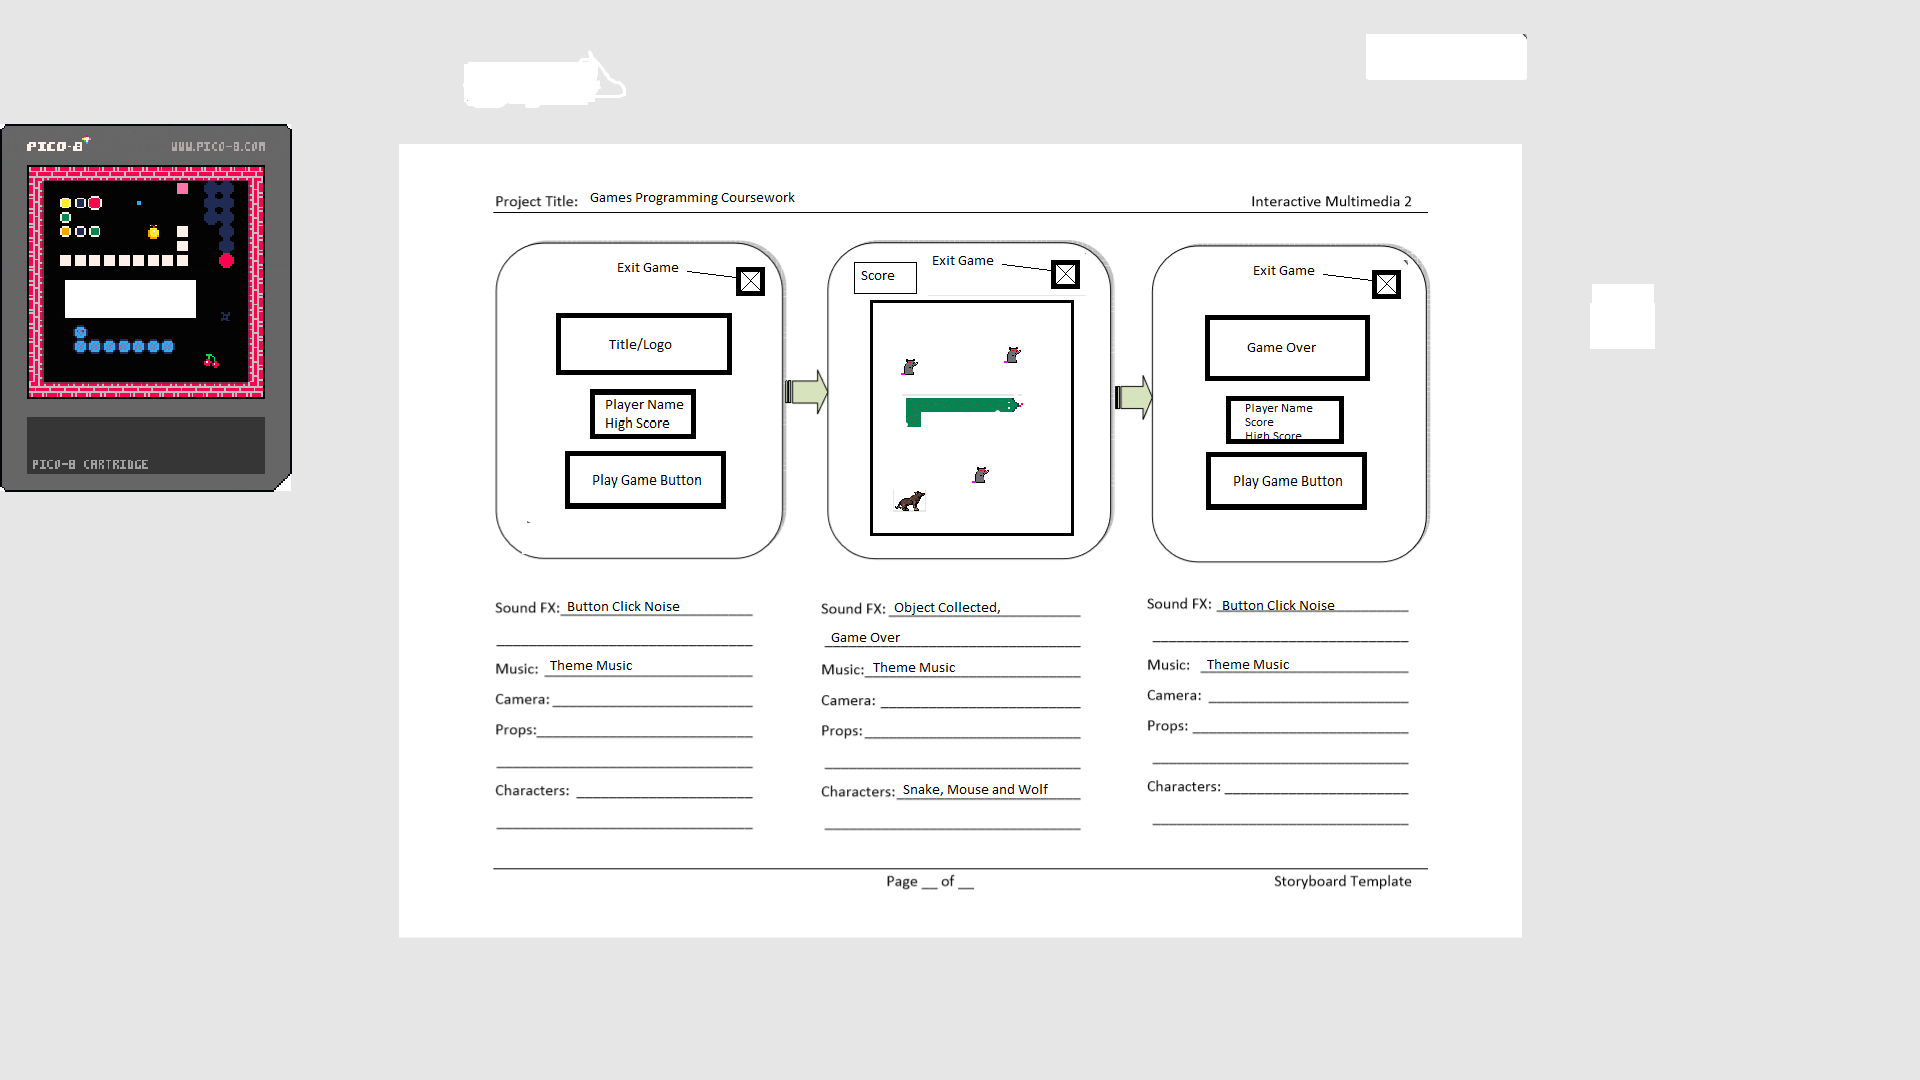 PICO-8
WWW.PICO-8.COM
PICO-8 CARTRIDGE
Project Title: Games Programming Coursework
Interactive Multimedia 2
Exit Game
Title/Logo
Player Name
High Score
Play Game Button
Score
Exit Game
Exit Game
Game Over
Player Name
Score
High Score
Play Game Button
Sound FX: Button Click Noise
Music: Theme Music
Camera:
Props:
Characters:
Sound FX: Object Collected,
Game Over
Music: Theme Music
Camera:
Props:
Characters: Snake, Mouse and Wolf
Sound FX: Button Click Noise
Music: Theme Music
Camera:
Props:
Characters:
Page __ of __
Storyboard Template